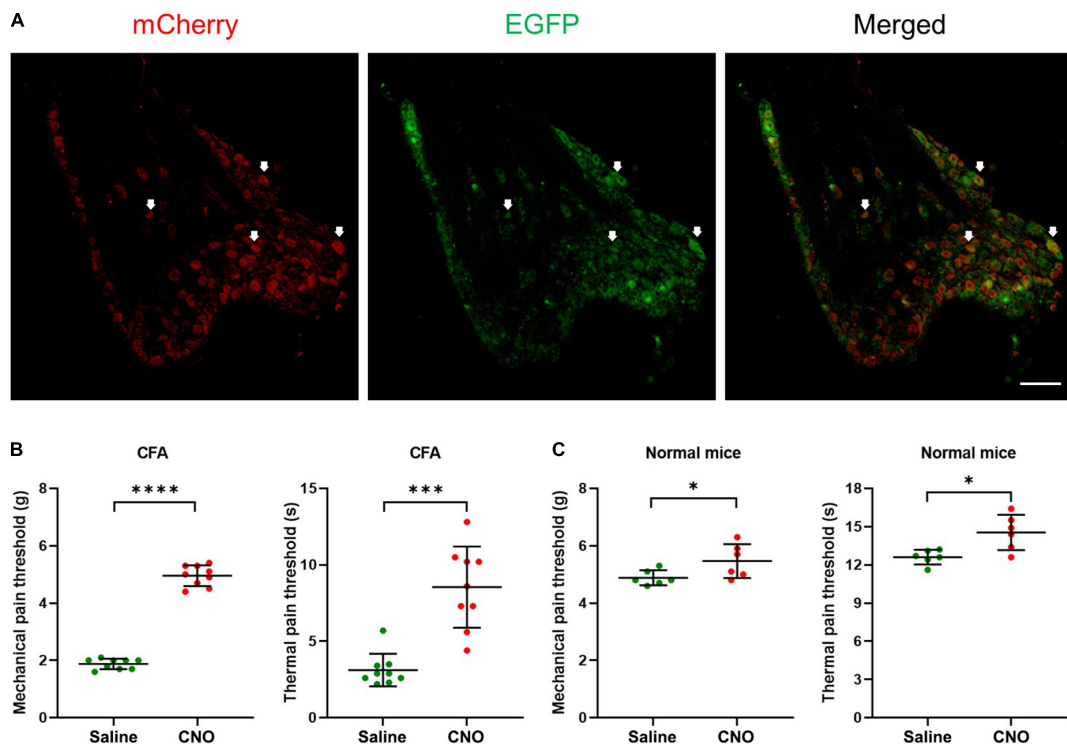 A
mCherry
EGFP
Merged
B
CFA
Mechanical pain threshold (g)
8
6
4
2
0
****
Saline
CNO
CFA
Thermal pain threshold (s)
15
10
5
0
***
Saline
CNO
C
Normal mice
Mechanical pain threshold (g)
8
6
4
2
0
*
Saline
CNO
Normal mice
Thermal pain threshold (s)
18
15
12
9
6
3
0
*
Saline
CNO